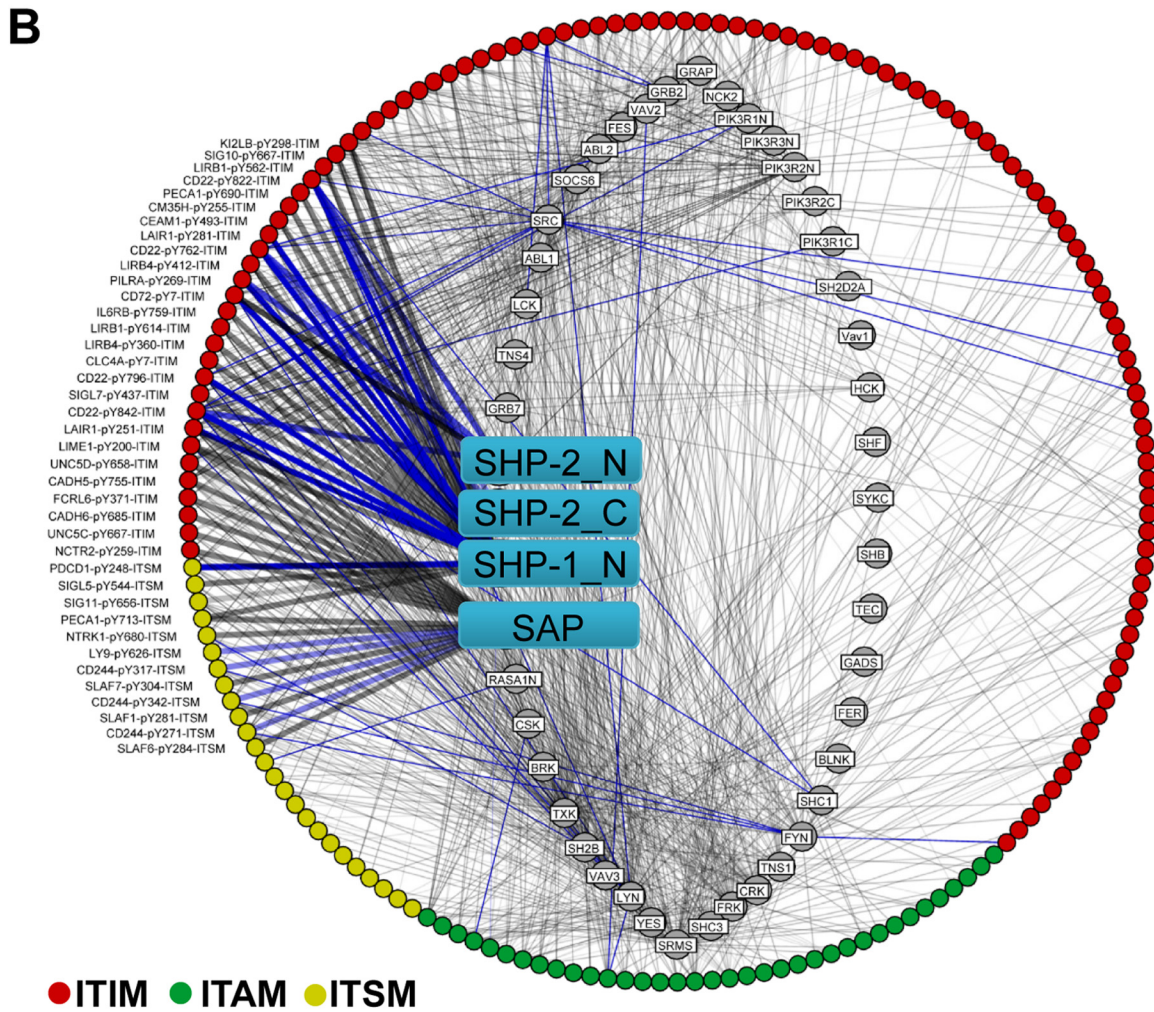 B
KI2LB-pY298-ITIM
SIG10-pY667-ITIM
LIRB1-pY562-ITIM
CD22-pY822-ITIM
PECA1-pY690-ITIM
CM35H-pY255-ITIM
CEAM1-pY493-ITIM
LAIR1-pY281-ITIM
CD22-pY762-ITIM
LIRB4-pY412-ITIM
PILRA-pY269-ITIM
CD72-pY7-ITIM
IL6RB-pY759-ITIM
LIRB1-pY614-ITIM
LIRB4-pY360-ITIM
CLC4A-pY7-ITIM
CD22-pY796-ITIM
SIGL7-pY437-ITIM
CD22-pY842-ITIM
LAIR1-pY251-ITIM
LIME1-pY200-ITIM
UNC5D-pY658-ITIM
CADH5-pY755-ITIM
FCRL6-pY371-ITIM
CADH6-pY685-ITIM
UNC5C-pY667-ITIM
NCTR2-pY259-ITIM
PDCD1-pY248-ITSM
SIGL5-pY544-ITSM
SIG11-pY656-ITSM
PECA1-pY713-ITSM
NTRK1-pY680-ITSM
LY9-pY626-ITSM
CD244-pY317-ITSM
SLAF7-pY304-ITSM
CD244-pY342-ITSM
SLAF1-pY281-ITSM
CD244-pY271-ITSM
SLAF6-pY284-ITSM
GRAP
GRB2
VAV2
FES
ABL2
SOCS6
SRC
ABL1
LCK
TNS4
GRB7
SHP-2_N
SHP-2_C
SHP-1_N
SAP
RASA1N
CSK
BRK
TXK
SH2B
VAV3
LYN
YES
SRMS
NCK2
PIK3R1N
PIK3R3N
PIK3R2N
PIK3R2C
PIK3R1C
SH2D2A
Vav1
HCK
SHF
SYKC
SHB
TEC
GADS
FER
BLNK
SHC1
FYN
TNS1
CRK
FRK
SHC3
ITIM
ITAM
ITSM